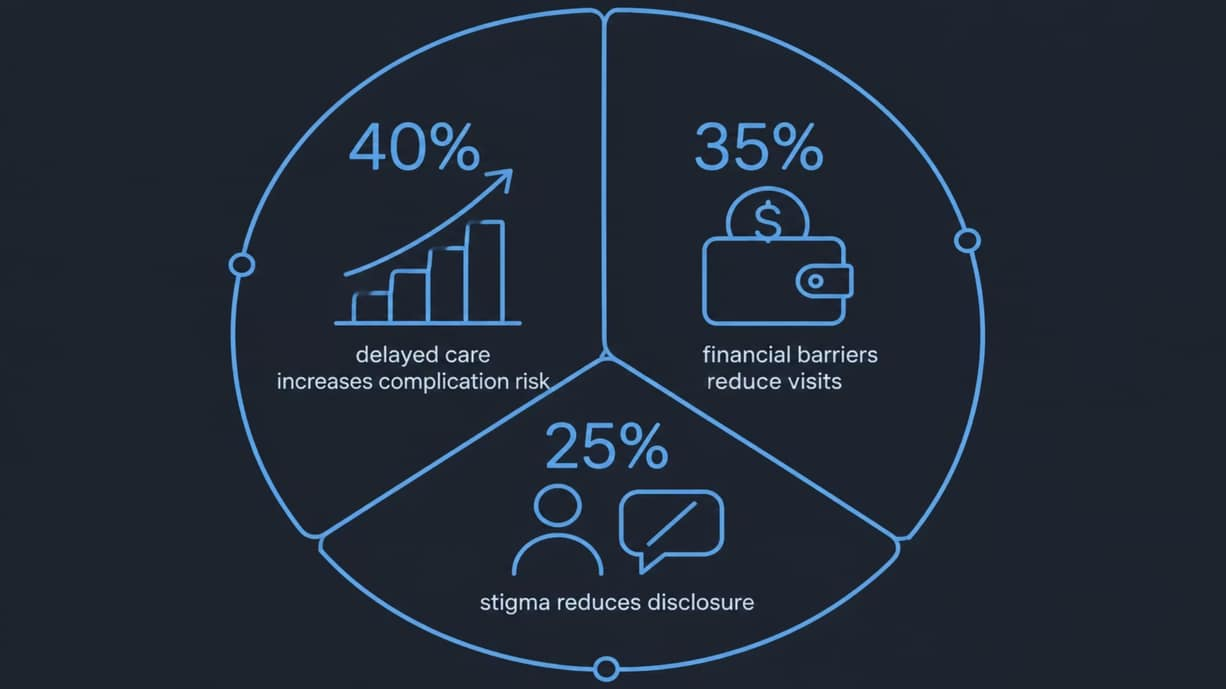 40%
delayed care
increases complication risk
35%
$
financial barriers
reduce visits
25%
stigma reduces disclosure